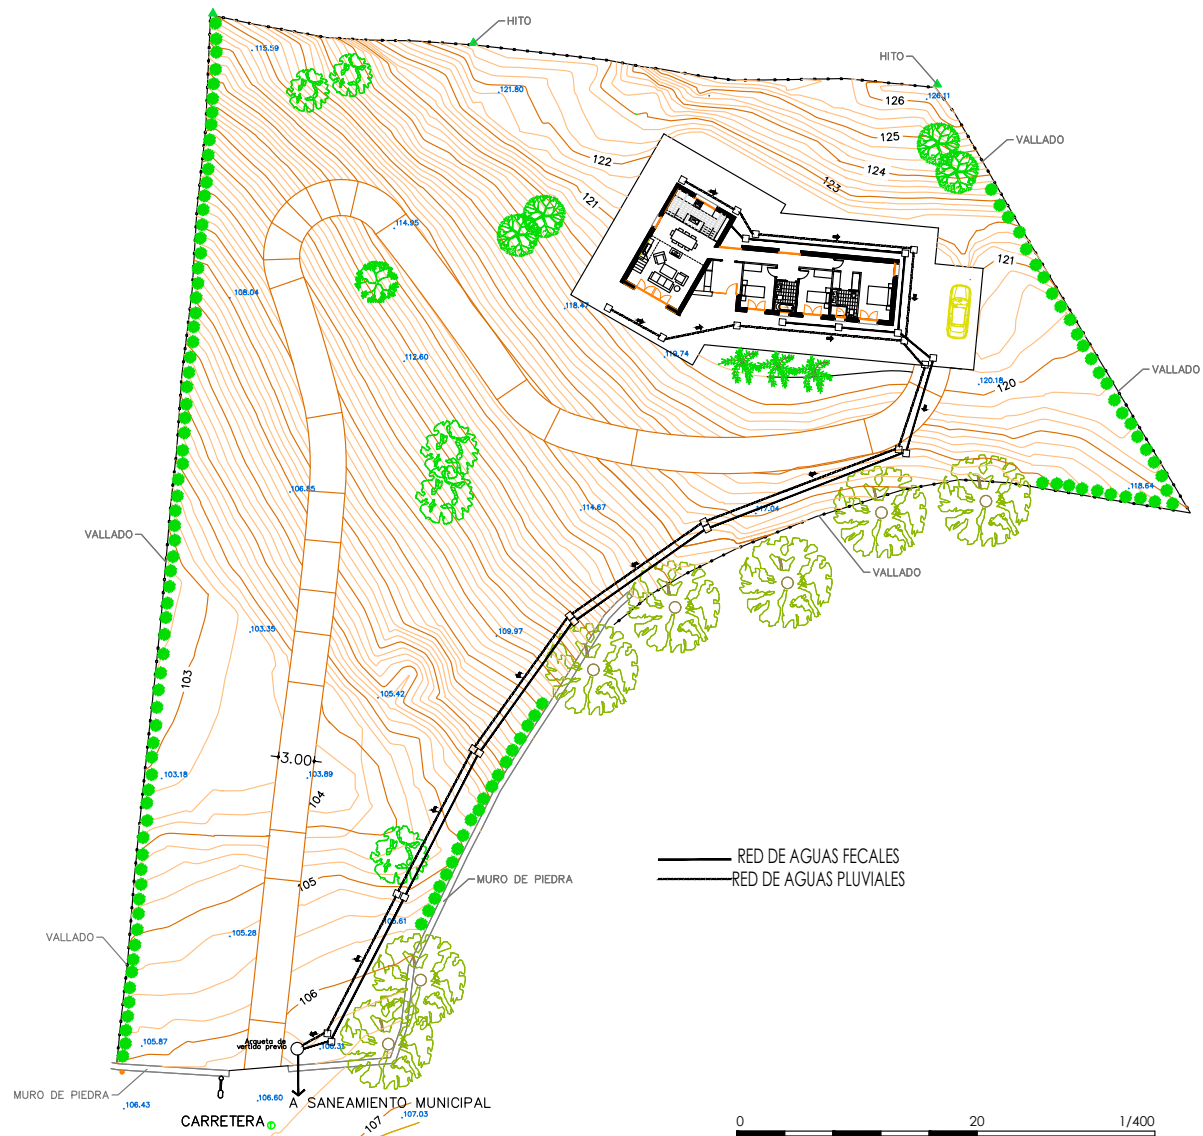 HITO
.115.59
HITO
.121.80
126
.126.11
125
VALLADO
122
124
123
121
.114.95
121
.108.04
.118.47
.112.60
.119.74
VALLADO
.120.18
120
.106.85
.118.64
.114.67
.117.04
VALLADO
VALLADO
.103.35
.109.97
103
.105.42
3.00
.103.18
.103.89
104
RED DE AGUAS FECALES
RED DE AGUAS PLUVIALES
MURO DE PIEDRA
105
.105.61
VALLADO
.105.28
106
.105.87
Arqueta de
vertido previo
.106.35
MURO DE PIEDRA
.106.43
.106.60
A SANEAMIENTO MUNICIPAL
.107.03
CARRETERA
107
0 20 1/400